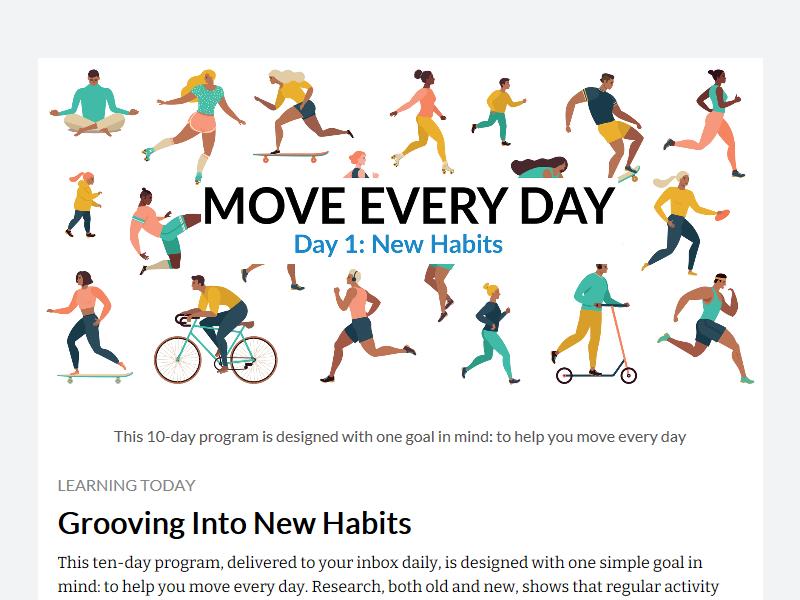 MOVE EVERY DAY
Day 1: New Habits
This 10-day program is designed with one goal in mind: to help you move every day
LEARNING TODAY
Grooving Into New Habits
This ten-day program, delivered to your inbox daily, is designed with one simple goal in
mind: to help you move every day. Research, both old and new, shows that regular activity